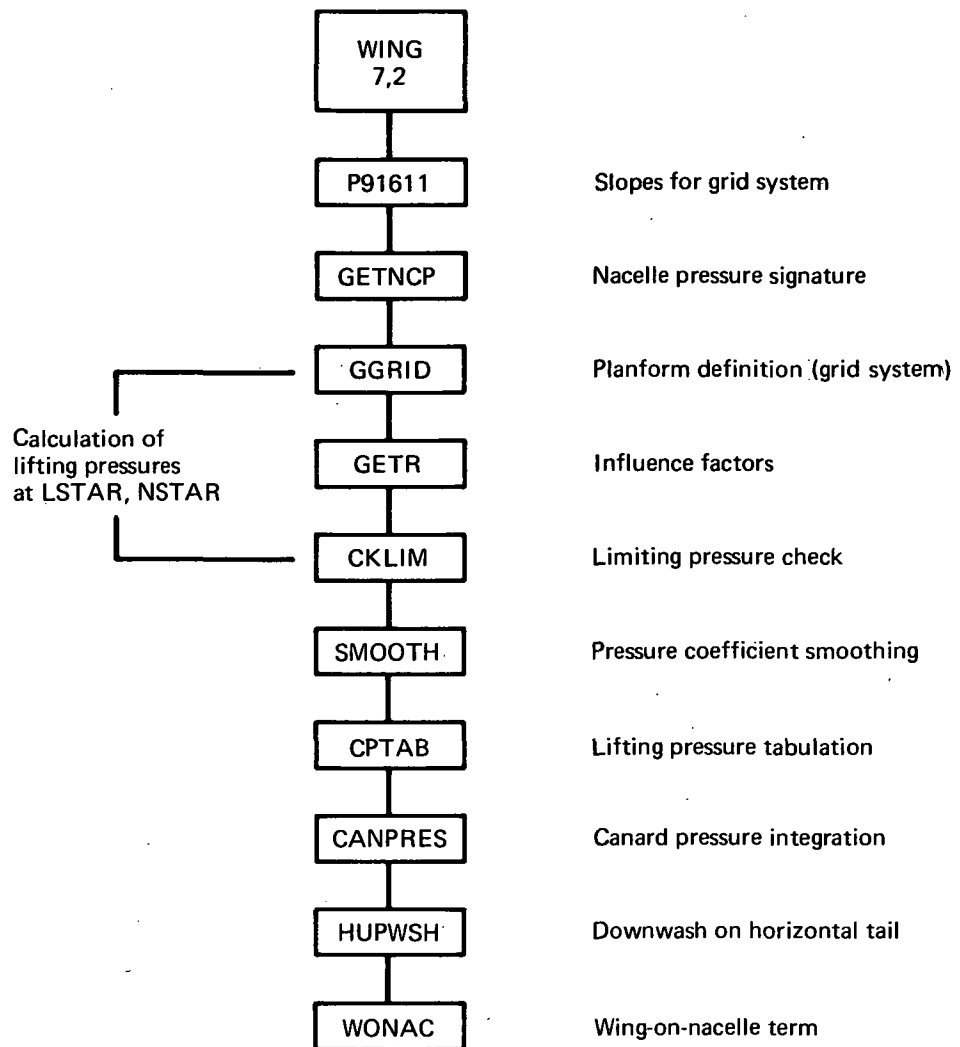 WING
7,2
P91611 Slopes for grid system
GETNCP Nacelle pressure signature
GGRID Planform definition (grid system)
Calculation of
lifting pressures
at LSTAR, NSTAR
GETR Influence factors
CKLIM Limiting pressure check
SMOOTH Pressure coefficient smoothing
CPTAB Lifting pressure tabulation
CANPRES Canard pressure integration
HUPWSH Downwash on horizontal tail
WONAC Wing-on-nacelle term